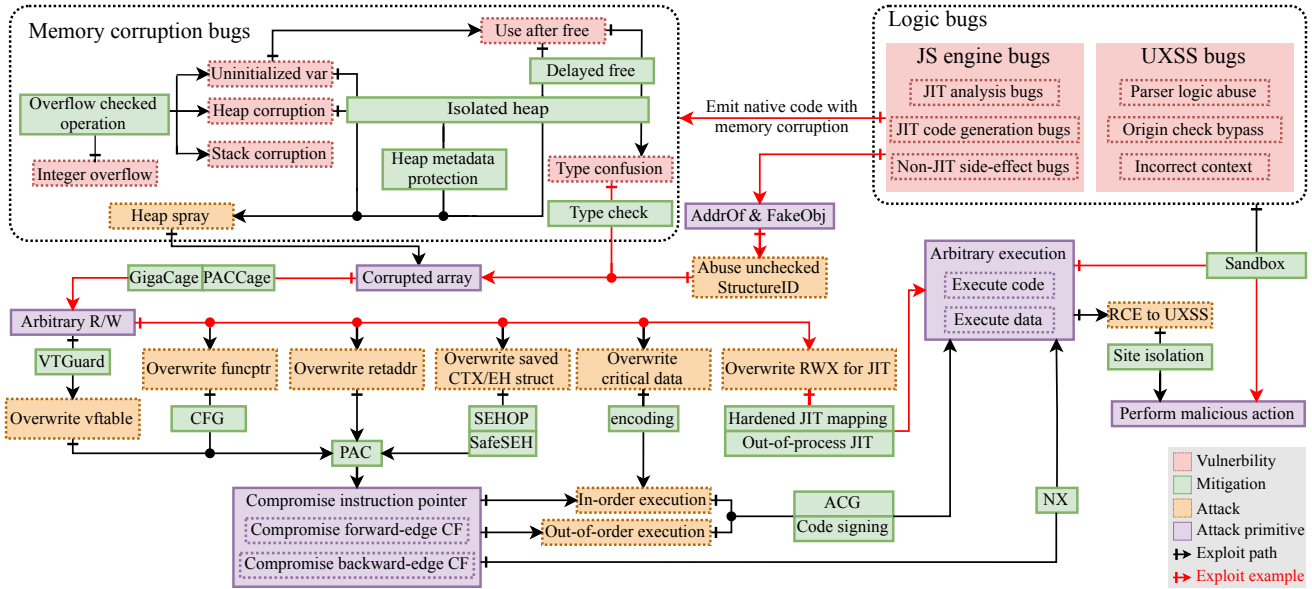 Memory corruption bugs
Use after free
Uninitialized var
Delayed free
Overflow checked
operation
Heap corruption
Isolated heap
Stack corruption
Integer overflow
Heap metadata
protection
Type confusion
Heap spray
Type check
Emit native code with
memory corruption
Logic bugs
JS engine bugs
JIT analysis bugs
JIT code generation bugs
Non-JIT side-effect bugs
UXSS bugs
Parser logic abuse
Origin check bypass
Incorrect context
AddrOf & FakeObj
GigaCage
PACCage
Corrupted array
Abuse unchecked
StructureID
Arbitrary execution
Execute code
Execute data
Sandbox
RCE to UXSS
Site isolation
Perform malicious action
Arbitrary R/W
VTGuard
Overwrite vftable
Overwrite funcptr
CFG
Overwrite retaddr
PAC
Overwrite saved
CTX/EH struct
SEHOP
SafeSEH
Overwrite
critical data
encoding
Overwrite RWX for JIT
Hardened JIT mapping
Out-of-process JIT
Compromise instruction pointer
Compromise forward-edge CF
Compromise backward-edge CF
In-order execution
Out-of-order execution
ACG
Code signing
NX
Vulnerbility
Mitigation
Attack
Attack primitive
Exploit path
Exploit example